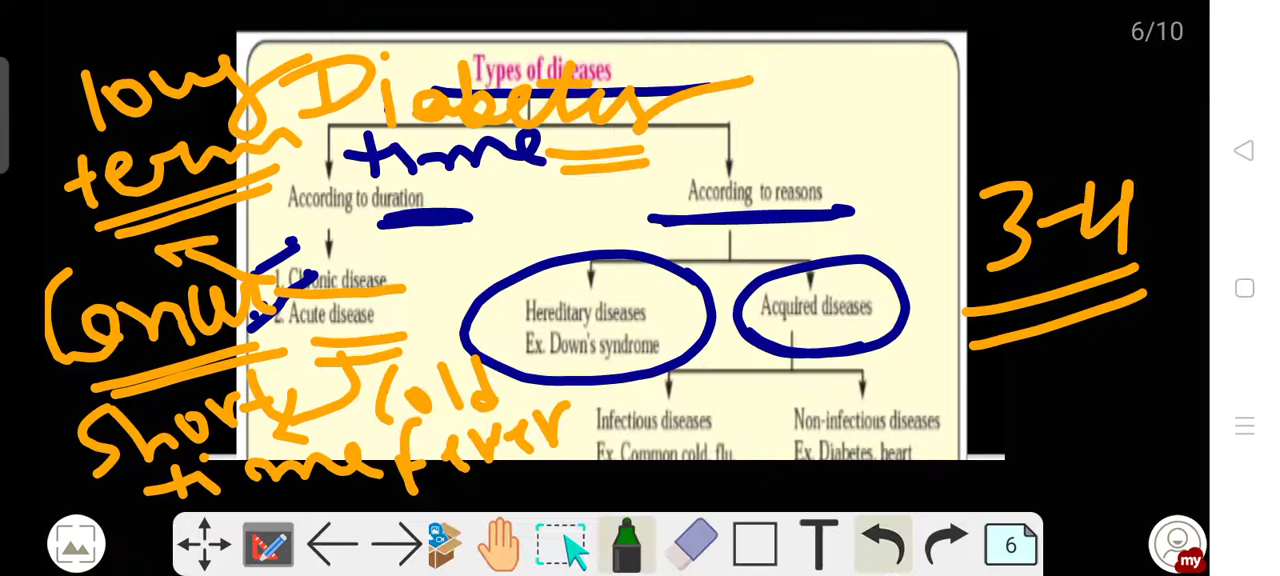 6/10
Types of diseases
long Diabetes
term time
According to duration
According to reasons
3-4
1. Chronic disease
2. Acute disease
Hereditary diseases
Ex. Down's syndrome
Acquired diseases
short cold
time fever
Infectious diseases
Ex. Common cold, flu
Non-infectious diseases
Ex. Diabetes, heart
T
6
my